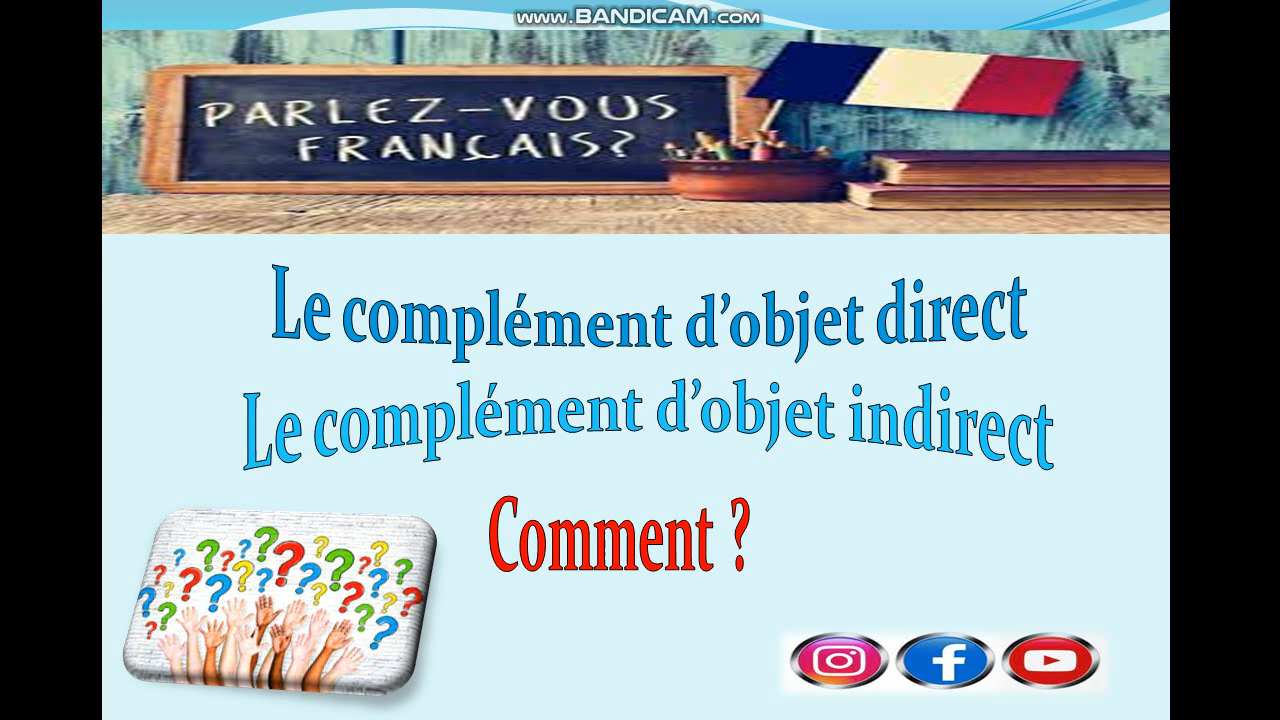 www.BANDICAM.com
PARLEZ-VOUS
FRANÇAIS?
Le complément d'objet direct
Le complément d'objet indirect
Comment ?